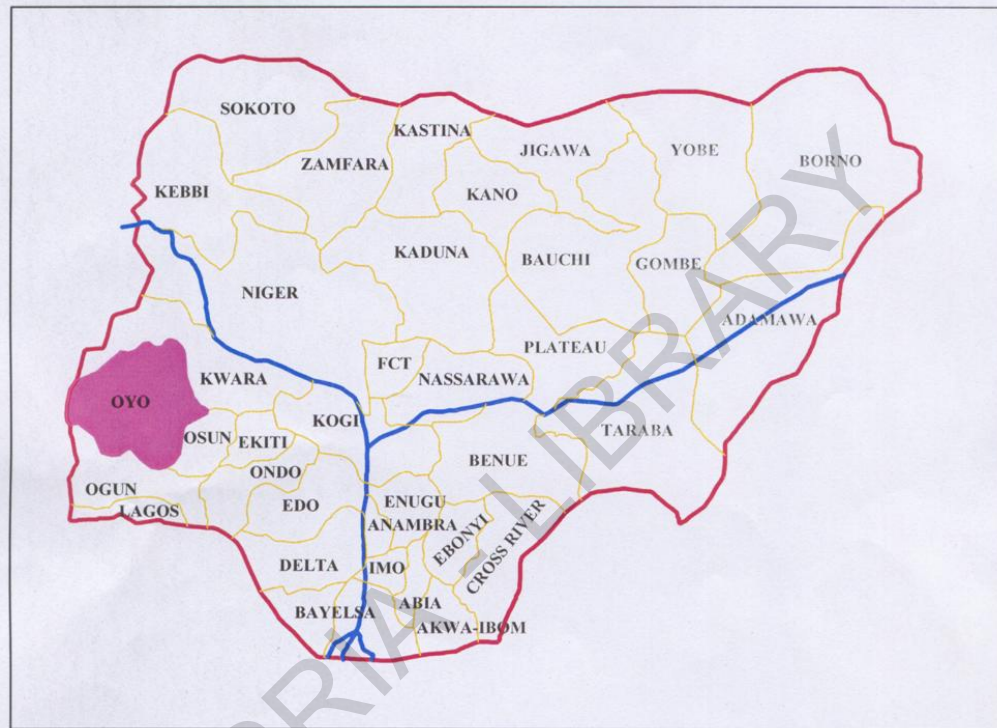 SOKOTO
KASTINA
JIGAWA
YOBE
BORNO
ZAMFARA
KEBBI
KANO
KADUNA
BAUCHI
GOMBE
NIGER
ADAMAWA
PLATEAU
FCT
NASSARAWA
KWARA
OYO
KOGI
TARABA
OSUN
EKITI
BENUE
ONDO
OGUN
LAGOS
EDO
ENUGU
ANAMBRA
EBONYI
CROSS RIVER
DELTA
IMO
ABIA
BAYELSA
AKWA-IBOM
RIA - LIBRARY